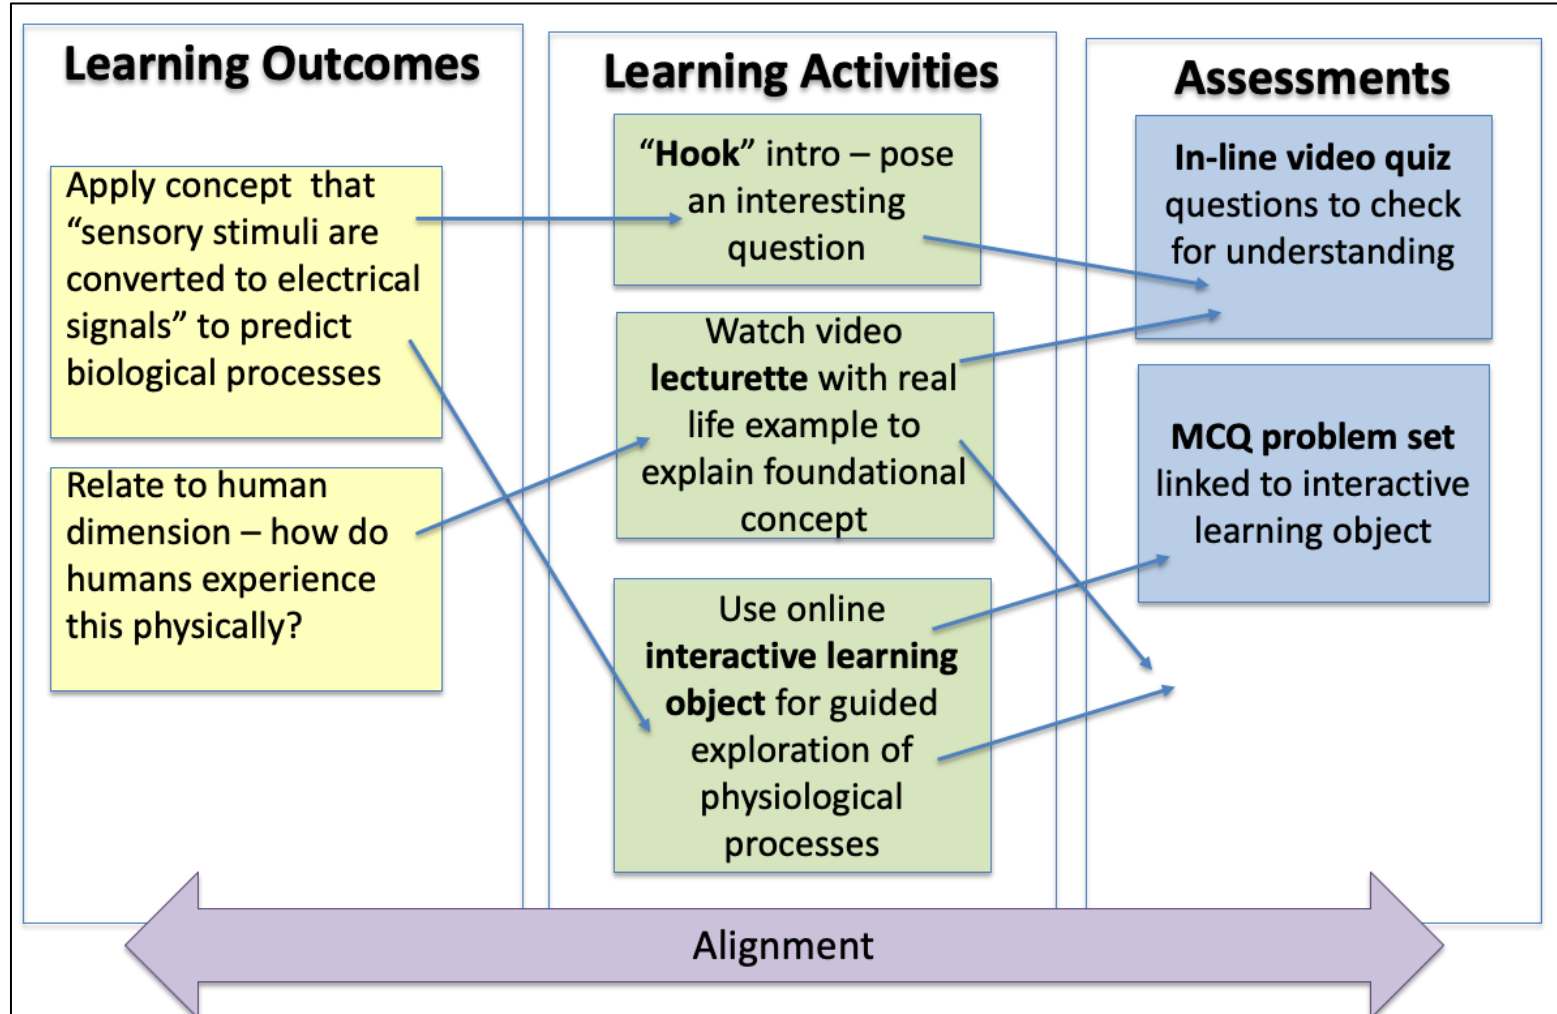 Learning Outcomes
Apply concept  that
“sensory stimuli are
converted to electrical
signals” to predict
biological processes
Relate to human
dimension – how do
humans experience
this physically?
Learning Activities
“Hook” intro – pose
an interesting
question
Watch video
lecturette with real
life example to
explain foundational
concept
Use online
interactive learning
object for guided
exploration of
physiological
processes
Assessments
In-line video quiz
questions to check
for understanding
MCQ problem set
linked to interactive
learning object
Alignment